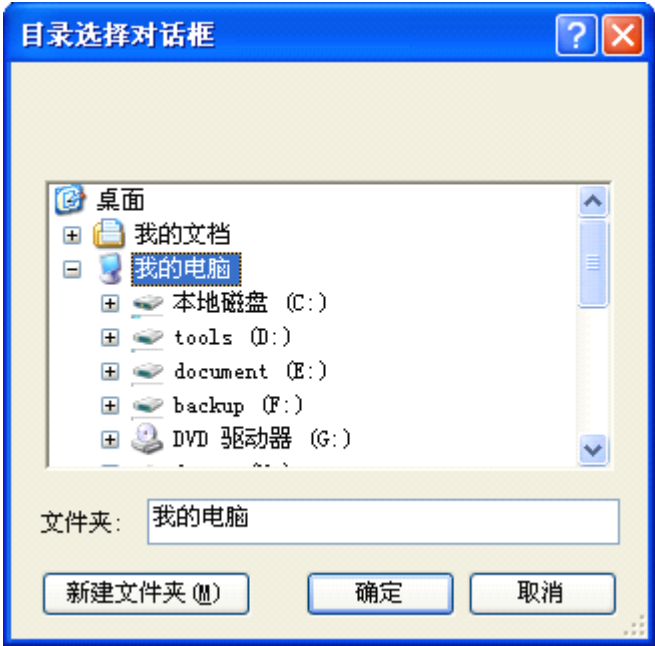 目录选择对话框
桌面
我的文档
我的电脑
本地磁盘 (C:)
tools (D:)
document (E:)
backup (F:)
DVD 驱动器 (G:)
文件夹: 我的电脑
新建文件夹(M) 确定 取消